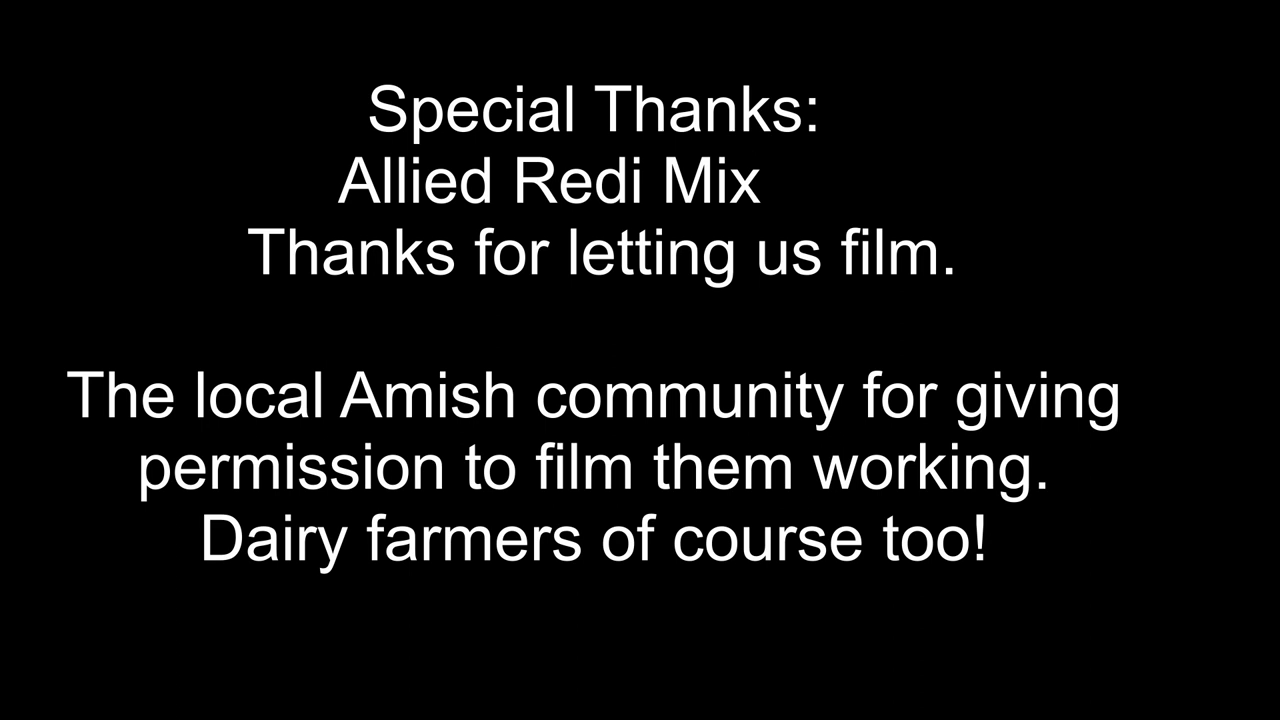 Special Thanks:
Allied Redi Mix
Thanks for letting us film.
The local Amish community for giving
permission to film them working.
Dairy farmers of course too!